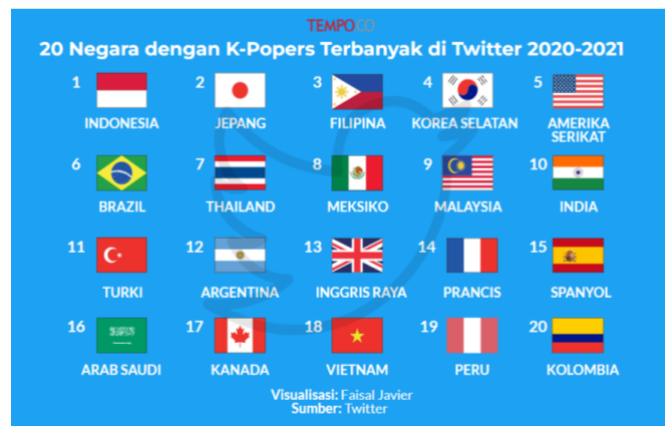 TEMPO.CO
20 Negara dengan K-Popers Terbanyak di Twitter 2020-2021
1 2 3 4 5
INDONESIA JEPANG FILIPINA KOREA SELATAN AMERIKA
SERIKAT
6 7 8 9 10
BRAZIL THAILAND MEKSIKO MALAYSIA INDIA
11 12 13 14 15
TURKI ARGENTINA INGGRIS RAYA PRANCIS SPANYOL
16 17 18 19 20
ARAB SAUDI KANADA VIETNAM PERU KOLOMBIA
Visualisasi: Faisal Javier
Sumber: Twitter